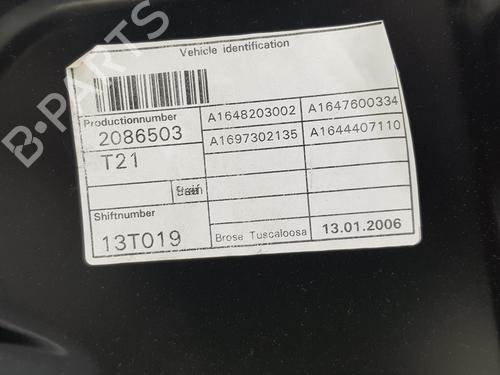 Vehicle identification
Productionnumber
2086503
T21
Shiftnumber
13T019
A1648203002 A1647600334
A1697302135 A1644407110
Brose Tuscaloosa 13.01.2006
B-PARTS